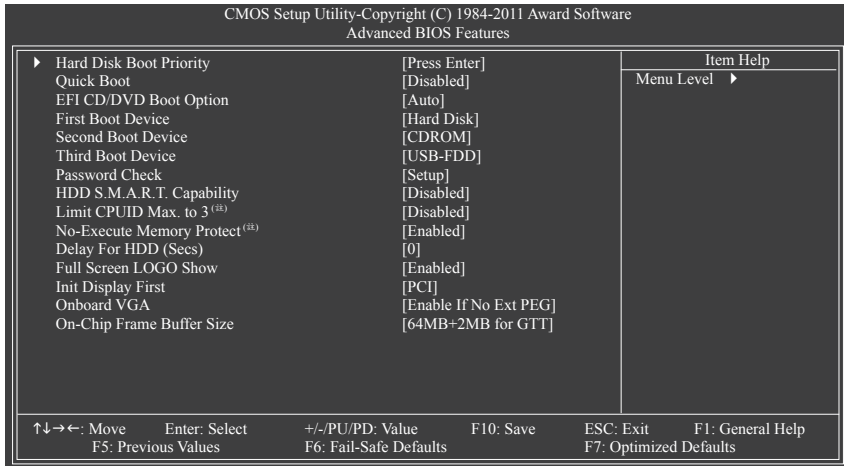 CMOS Setup Utility-Copyright (C) 1984-2011 Award Software
Advanced BIOS Features
Hard Disk Boot Priority [Press Enter]
Quick Boot [Disabled]
EFI CD/DVD Boot Option [Auto]
First Boot Device [Hard Disk]
Second Boot Device [CDROM]
Third Boot Device [USB-FDD]
Password Check [Setup]
HDD S.M.A.R.T. Capability [Disabled]
Limit CPUID Max. to 3 (註) [Disabled]
No-Execute Memory Protect (註) [Enabled]
Delay For HDD (Secs) [0]
Full Screen LOGO Show [Enabled]
Init Display First [PCI]
Onboard VGA [Enable If No Ext PEG]
On-Chip Frame Buffer Size [64MB+2MB for GTT]
Item Help
Menu Level ▶
↑↓→←: Move Enter: Select +/-/PU/PD: Value F10: Save ESC: Exit F1: General Help
F5: Previous Values F6: Fail-Safe Defaults F7: Optimized Defaults